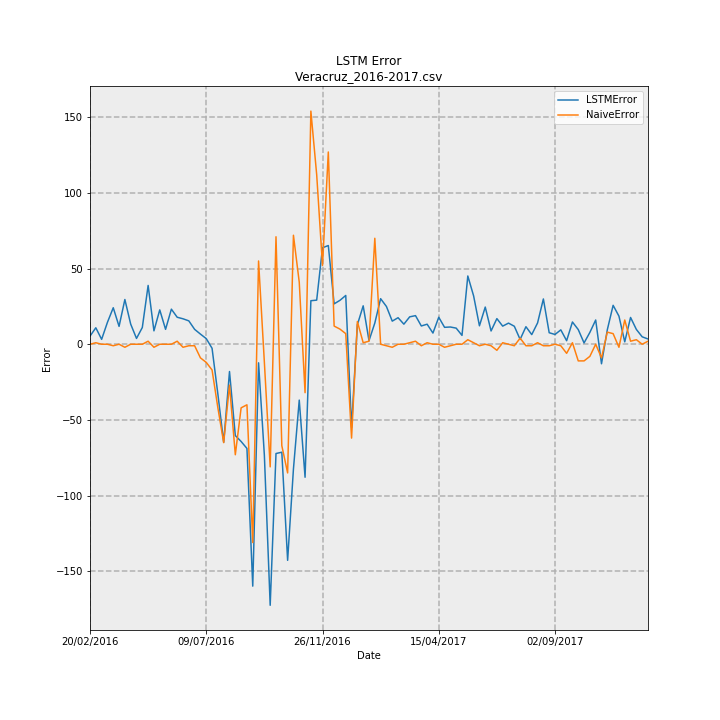 LSTM Error
Veracruz_2016-2017.csv
LSTMError
NaiveError
150
100
50
0
−50
−100
−150
Error
20/02/2016
09/07/2016
26/11/2016
15/04/2017
02/09/2017
Date